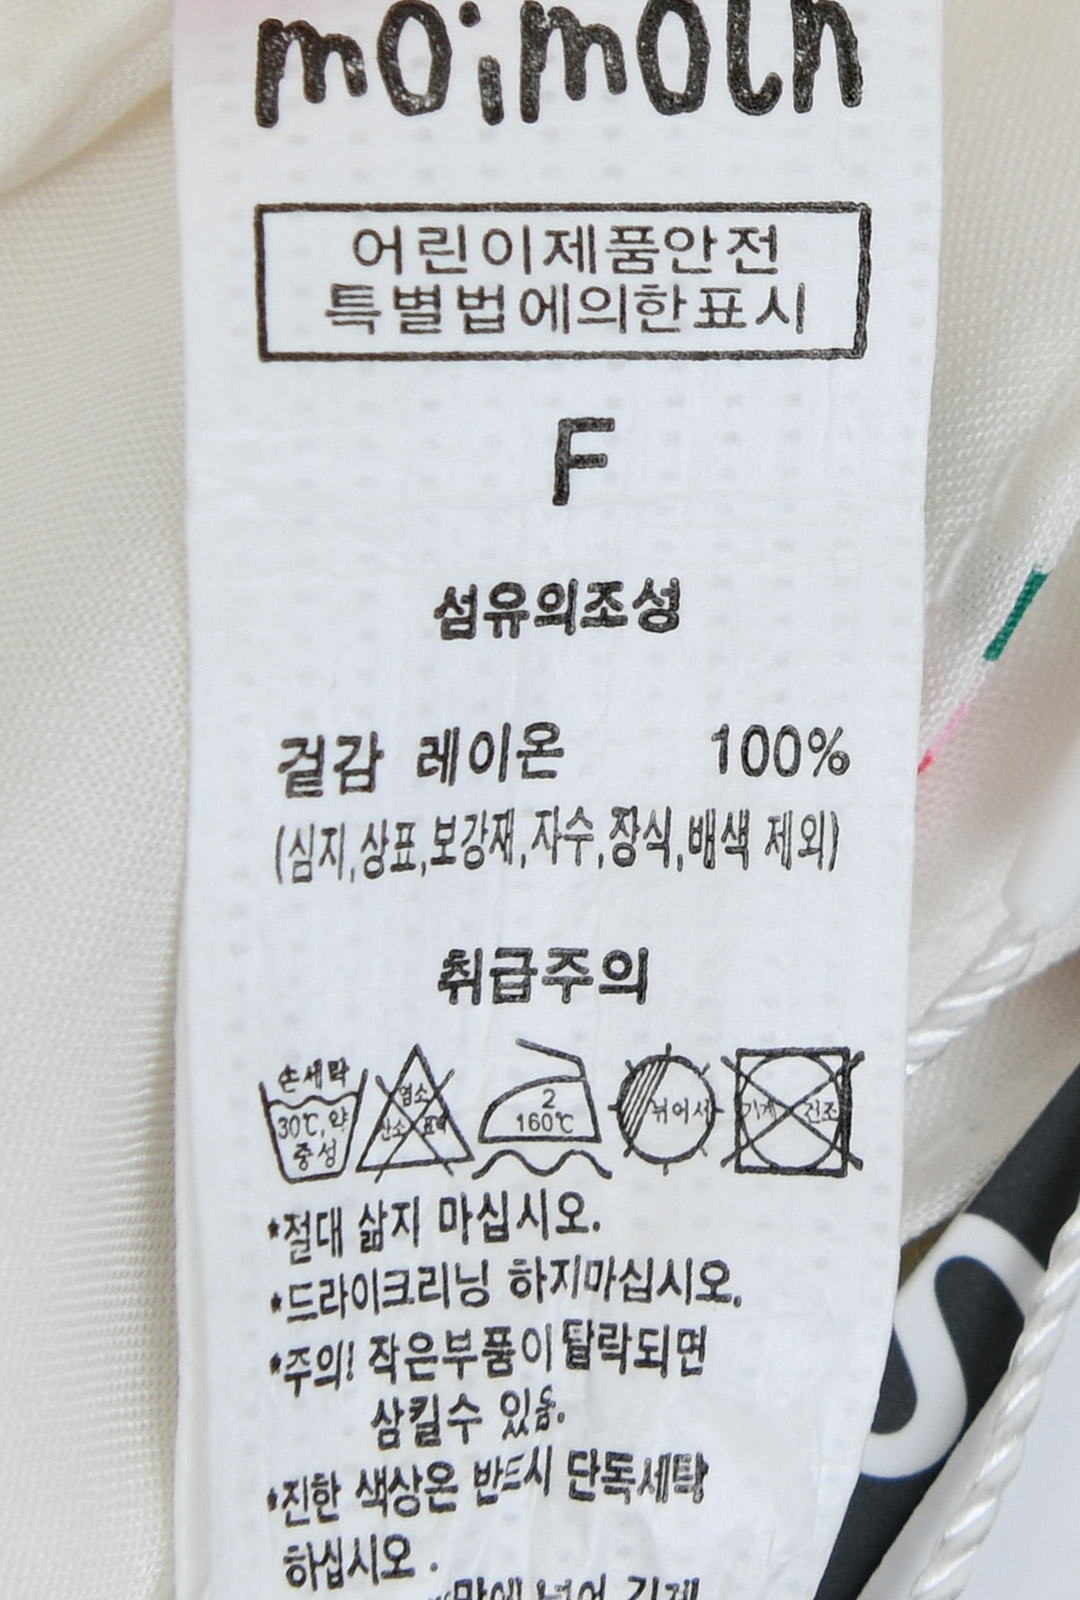 moimoln
어린이제품안전
특별법에의한표시
F
섬유의조성
겉감 레이온 100%
(심지,상표,보강재,자수,장식,배색 제외)
취급주의
손세탁
30℃, 약
중성
염소
산소 표백
2
160℃
뉘어서
기계 건조
*절대 삶지 마십시오.
*드라이크리닝 하지마십시오.
*주의! 작은부품이탈락되면
삼킬수 있음.
*진한 색상은 반드시 단독세탁
하십시오.
S